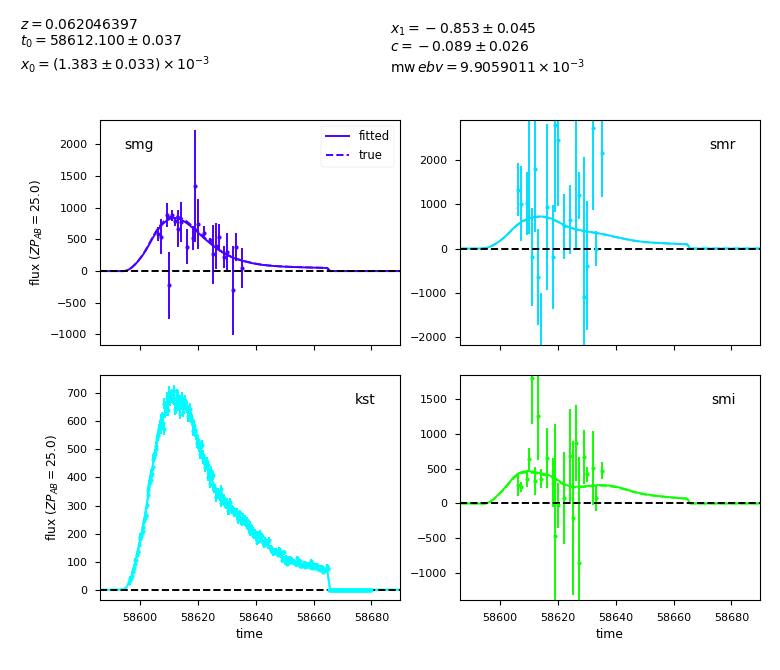 z = 0.062046397
t₀ = 58612.100 ± 0.037
x₀ = (1.383 ± 0.033) × 10⁻³
x₁ = −0.853 ± 0.045
c = −0.089 ± 0.026
mw ebv = 9.9059011 × 10⁻³
smg
fitted
true
2000
1500
1000
500
0
−500
−1000
flux (ZP_AB = 25.0)
smr
2000
1000
0
−1000
−2000
kst
700
600
500
400
300
200
100
0
flux (ZP_AB = 25.0)
58600 58620 58640 58660 58680
time
smi
1500
1000
500
0
−500
−1000
58600 58620 58640 58660 58680
time